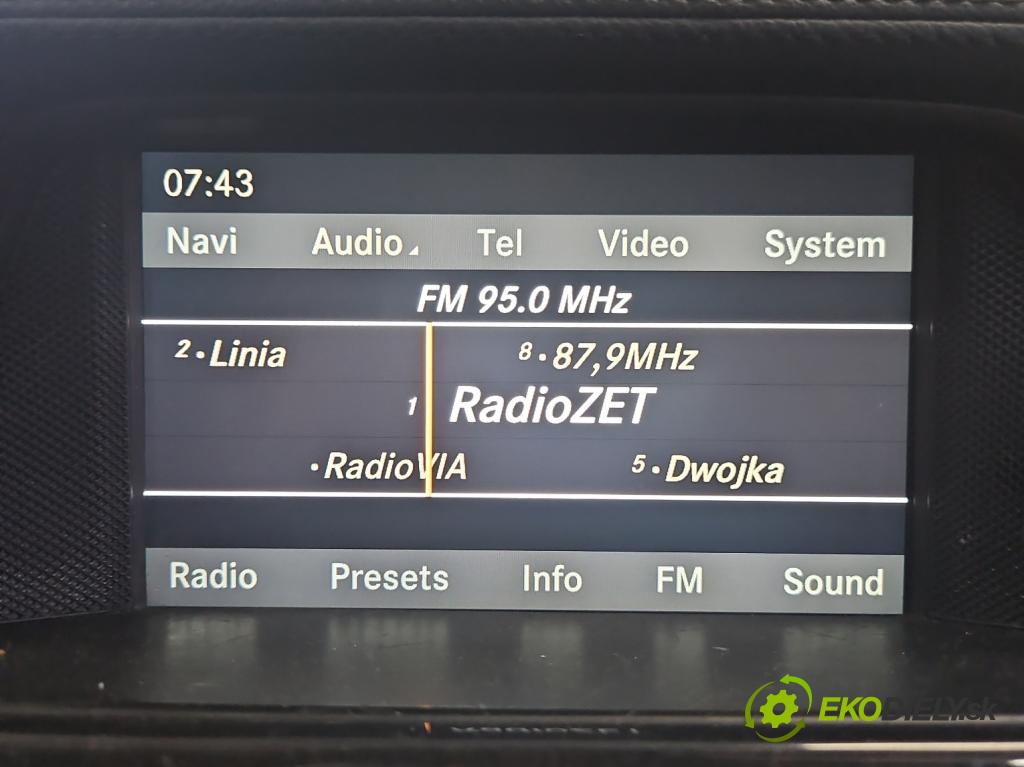 07:43
Navi Audio Tel Video System
FM 95.0 MHz
2 · Linia 8 · 87,9MHz
1 RadioZET
· RadioVIA 5 · Dwojka
Radio Presets Info FM Sound
EKODIELY.sk